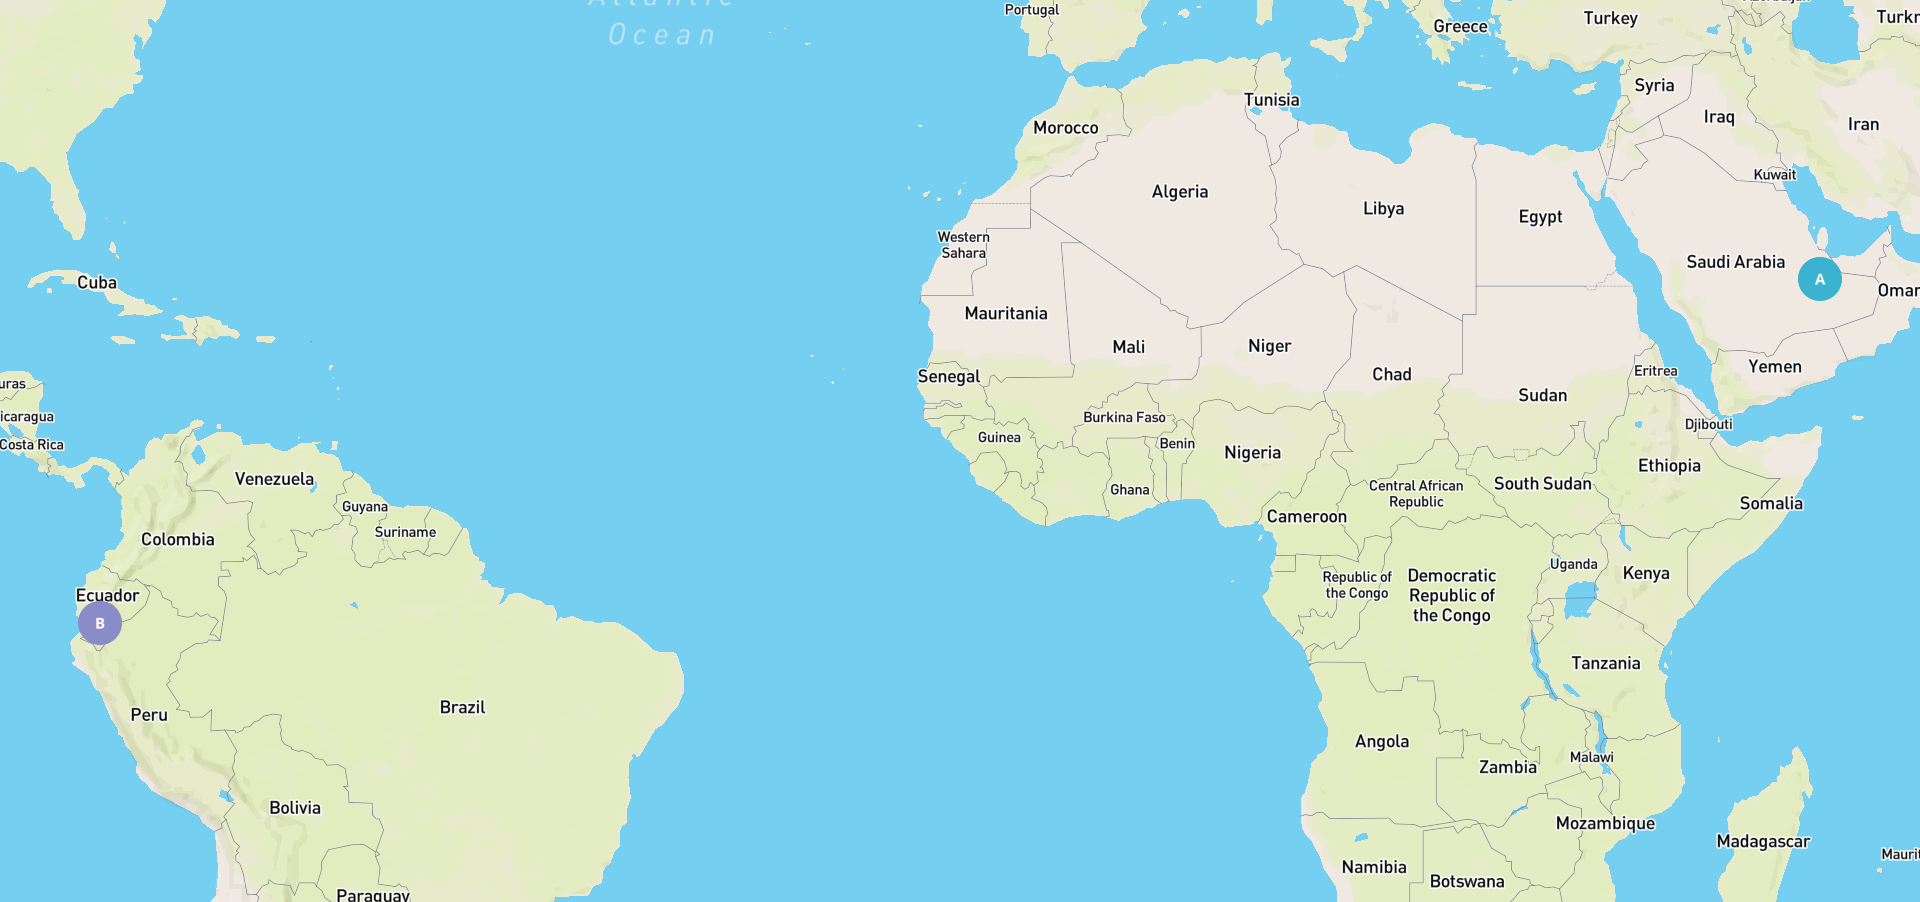 Atlantic
Ocean
Portugal
Greece
Turkey
Syria
Iraq
Iran
Tunisia
Morocco
Kuwait
Algeria
Libya
Egypt
Western
Sahara
Saudi Arabia
A
Omar
Cuba
Mauritania
Mali
Niger
Chad
Sudan
Eritrea
Yemen
Senegal
uras
icaragua
Costa Rica
Burkina Faso
Guinea
Benin
Nigeria
Djibouti
Ethiopia
Venezuela
Guyana
Suriname
Colombia
Ghana
Central African
Republic
South Sudan
Somalia
Cameroon
Uganda
Kenya
Republic of
the Congo
Democratic
Republic of
the Congo
Ecuador
B
Tanzania
Peru
Brazil
Angola
Zambia
Malawi
Bolivia
Mozambique
Madagascar
Maurit
Namibia
Botswana
Paraguay